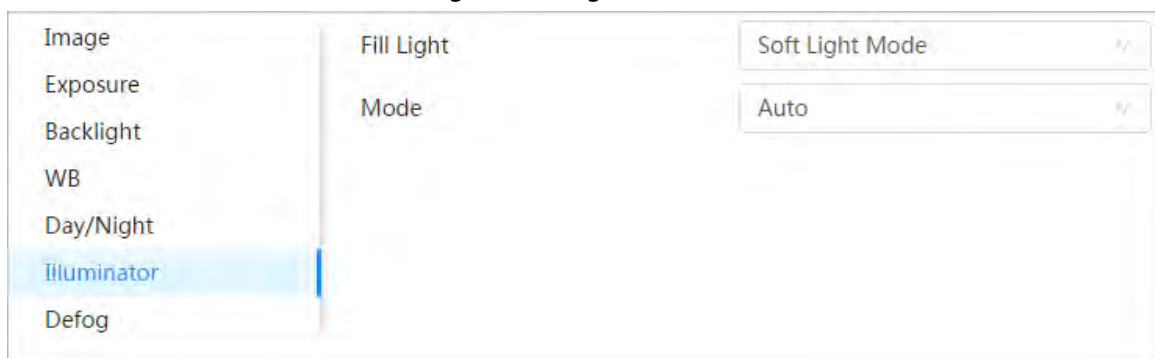 Image
Exposure
Backlight
WB
Day/Night
Illuminator
Defog
Fill Light
Soft Light Mode
Mode
Auto